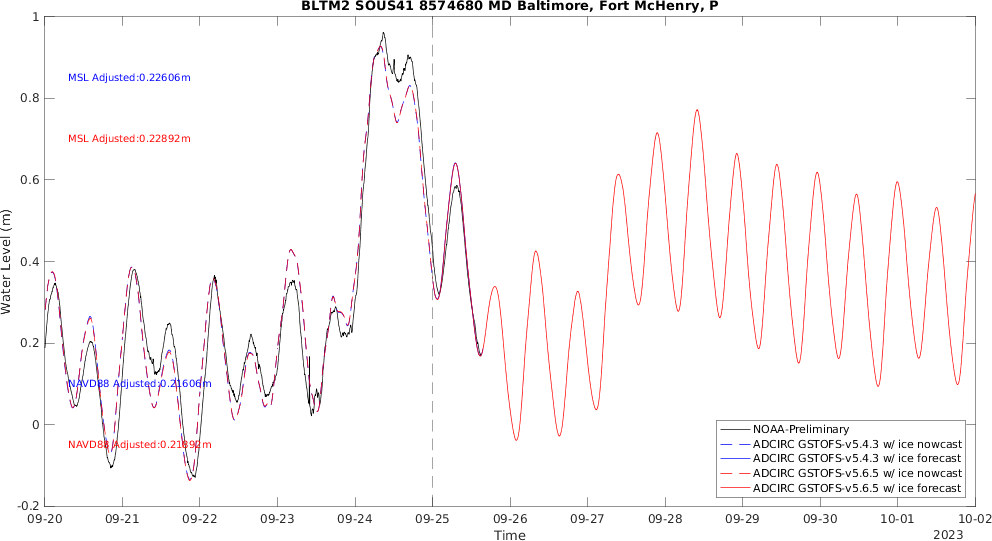 BLTM2 SOUS41 8574680 MD Baltimore, Fort McHenry, P
1
0.8
0.6
0.4
0.2
0
-0.2
Water Level (m)
MSL Adjusted:0.22606m
MSL Adjusted:0.22892m
NAVD88 Adjusted:0.21606m
NAVD88 Adjusted:0.21892m
NOAA-Preliminary
ADCIRC GSTOFS-v5.4.3 w/ ice nowcast
ADCIRC GSTOFS-v5.4.3 w/ ice forecast
ADCIRC GSTOFS-v5.6.5 w/ ice nowcast
ADCIRC GSTOFS-v5.6.5 w/ ice forecast
09-20 09-21 09-22 09-23 09-24 09-25 09-26 09-27 09-28 09-29 09-30 10-01 10-02
Time
2023